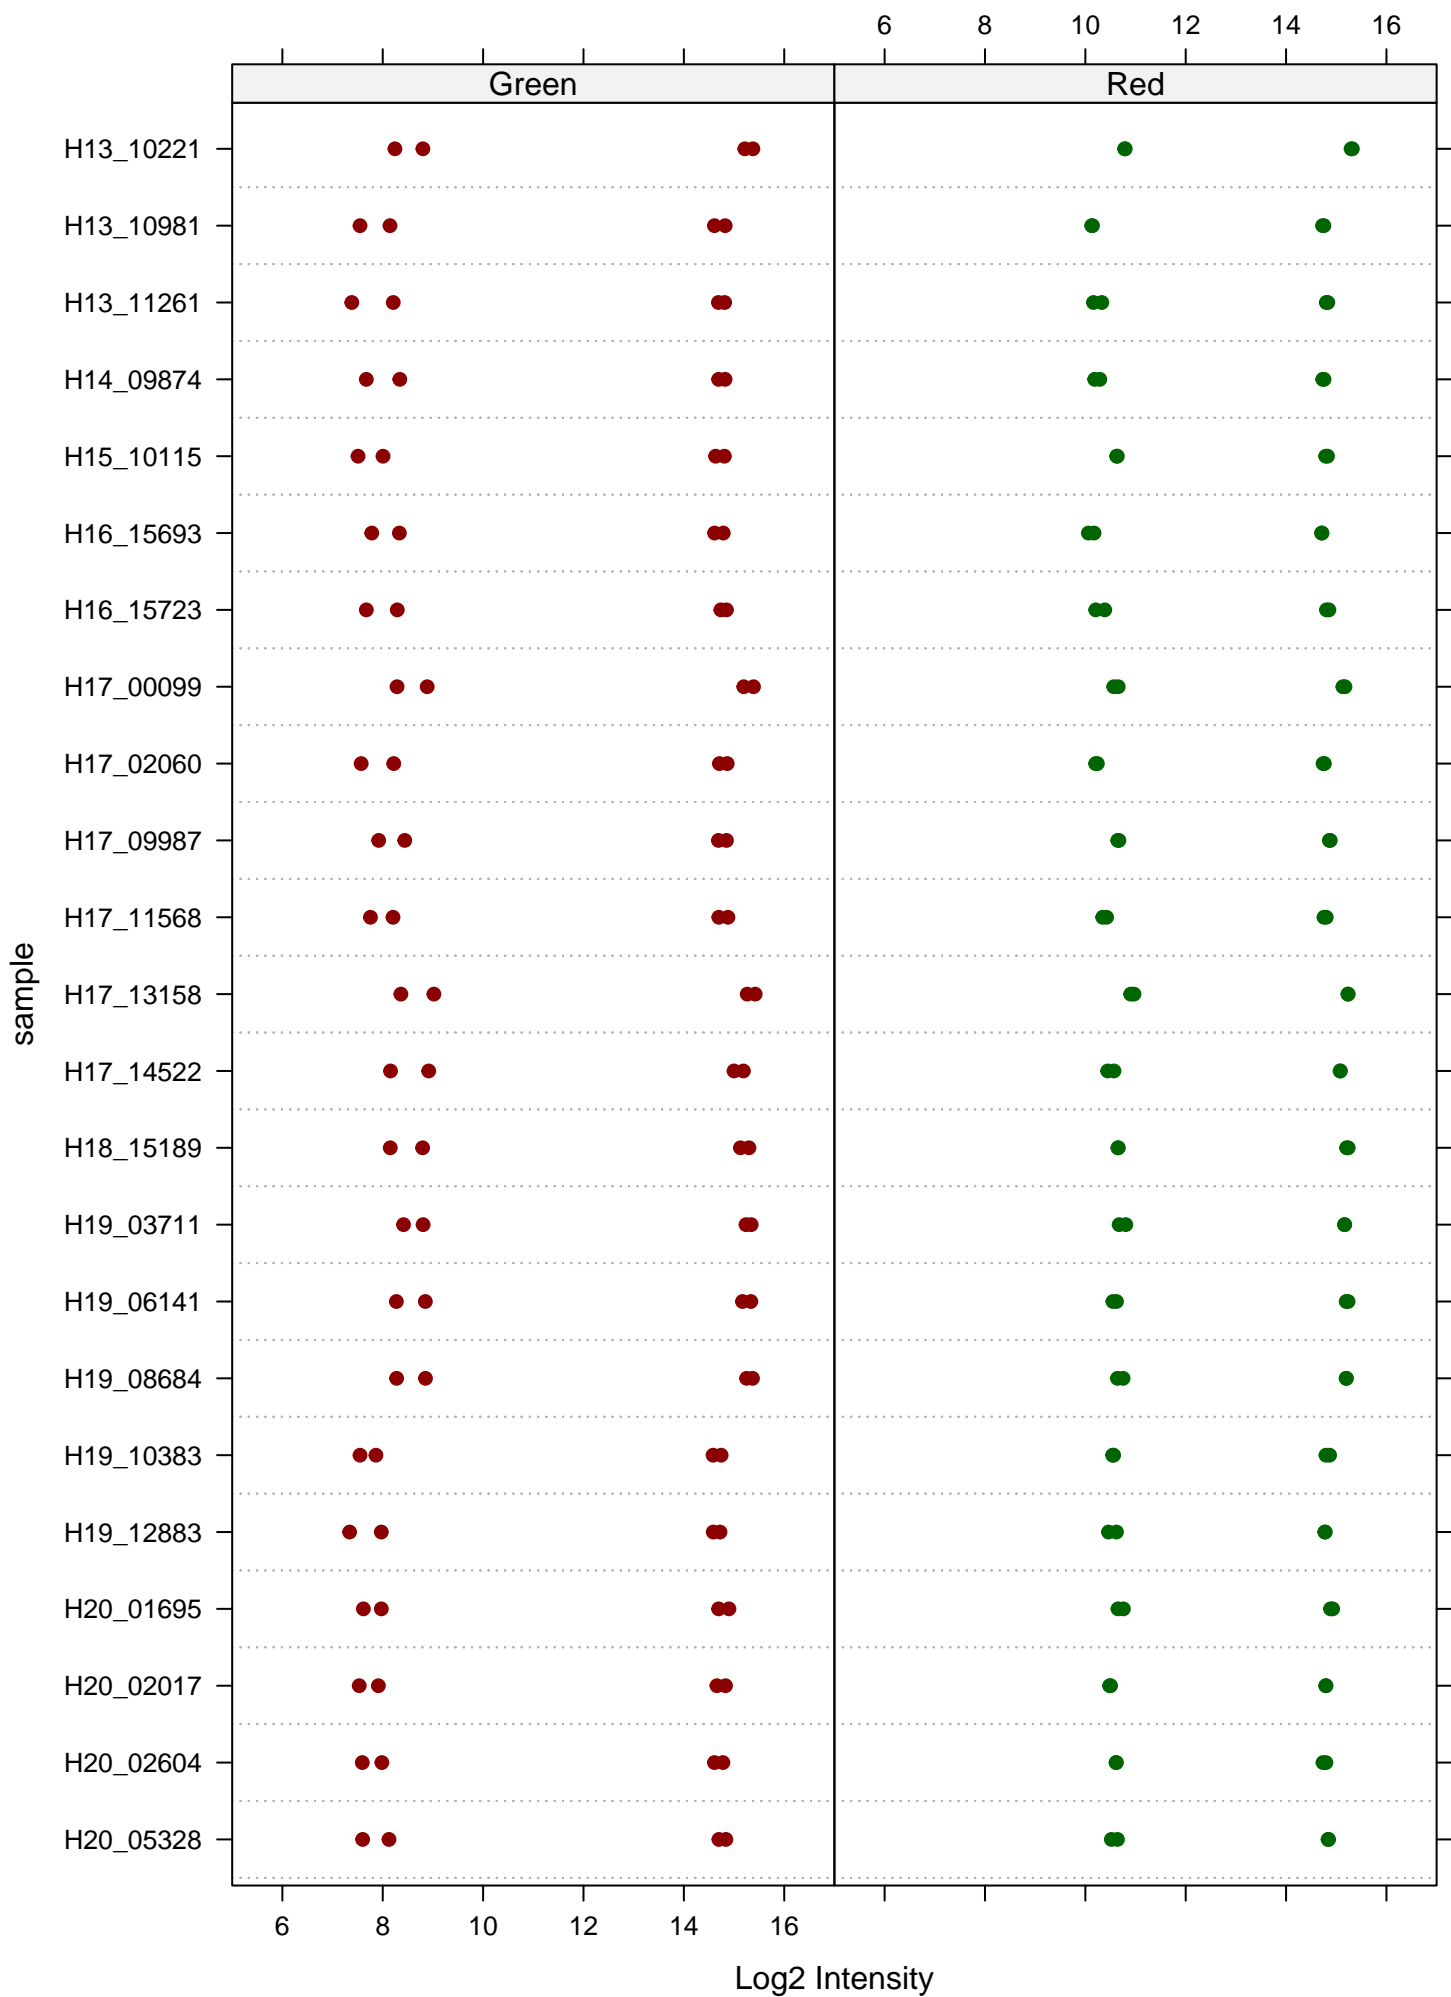 6 8 10 12 14 16
Green Red
H13_10221
H13_10981
H13_11261
H14_09874
H15_10115
H16_15693
H16_15723
H17_00099
H17_02060
H17_09987
H17_11568
H17_13158
H17_14522
H18_15189
H19_03711
H19_06141
H19_08684
H19_10383
H19_12883
H20_01695
H20_02017
H20_02604
H20_05328
sample
6 8 10 12 14 16
Log2 Intensity